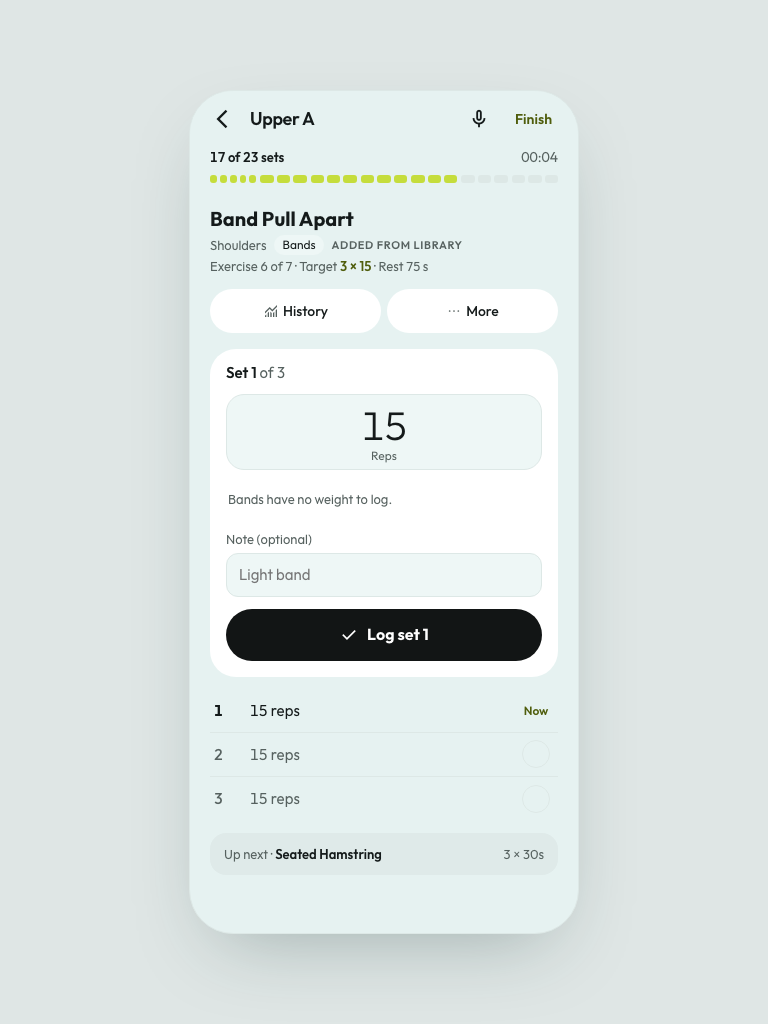 Upper A
Finish
17 of 23 sets
00:04
Band Pull Apart
Shoulders Bands ADDED FROM LIBRARY
Exercise 6 of 7 · Target 3 × 15 · Rest 75 s
History
More
Set 1 of 3
15
Reps
Bands have no weight to log.
Note (optional)
Light band
Log set 1
1 15 reps Now
2 15 reps
3 15 reps
Up next · Seated Hamstring 3 × 30s